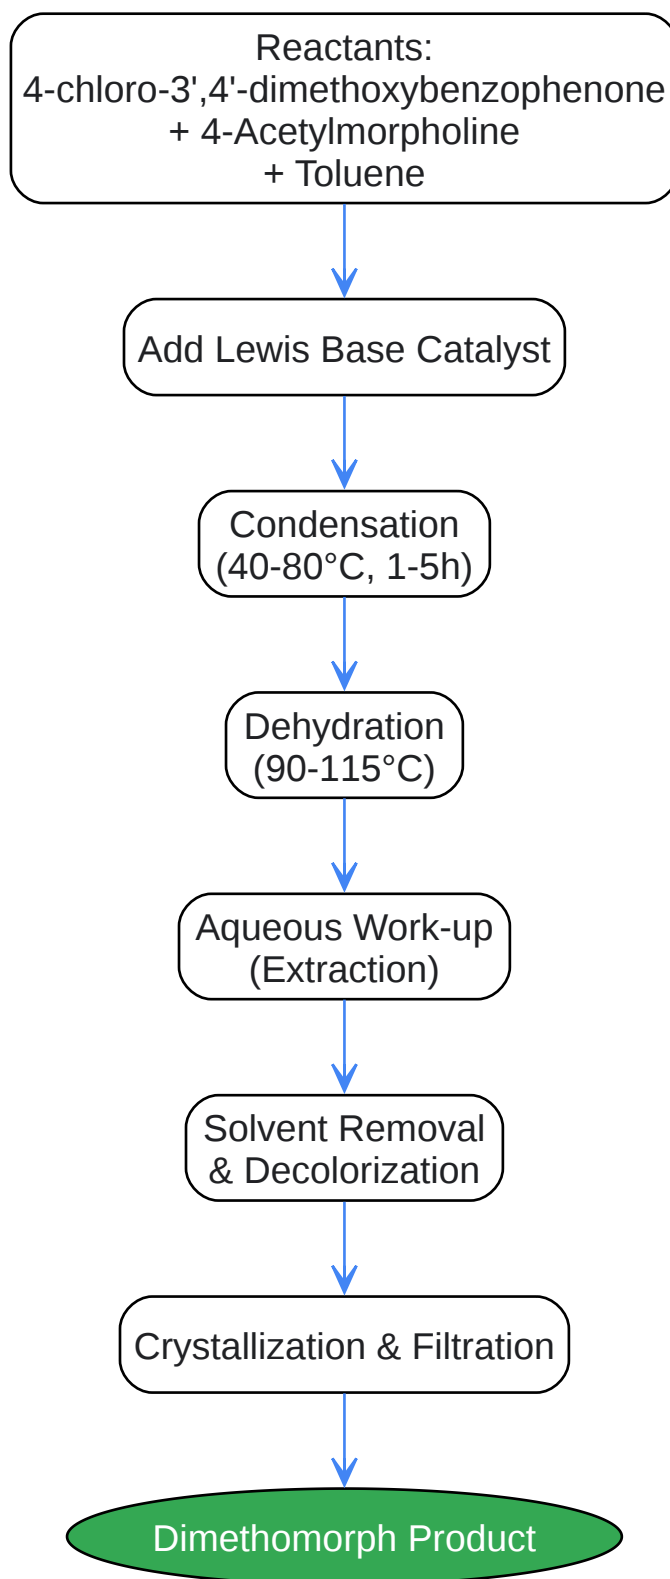 Reactants:
4-chloro-3',4'-dimethoxybenzophenone
+ 4-Acetylmorpholine
+ Toluene
Add Lewis Base Catalyst
Condensation
(40-80°C, 1-5h)
Dehydration
(90-115°C)
Aqueous Work-up
(Extraction)
Solvent Removal
& Decolorization
Crystallization & Filtration
Dimethomorph Product